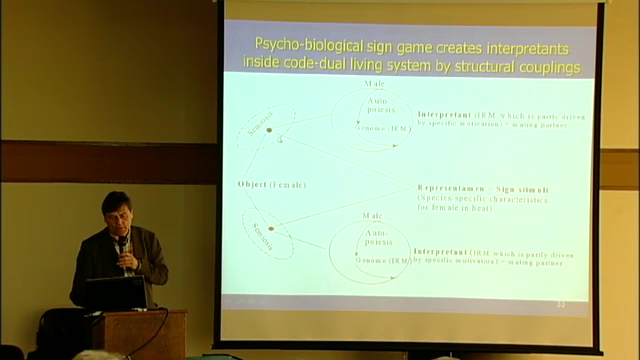 Psycho-biological sign game creates interpretants
inside code-dual living system by structural couplings
Male
Auto-
poiesis
Genome (IRM)
Semiosis
Interpretant (IRM which is partly driven
by specific motivation) = mating partner
Object (Female)
Representamen = Sign stimuli
(Species-specific characteristics
for female in heat)
Semiosis
Male
Auto-
poiesis
Genome (IRM)
Interpretant (IRM which is partly driven
by specific motivation) = mating partner